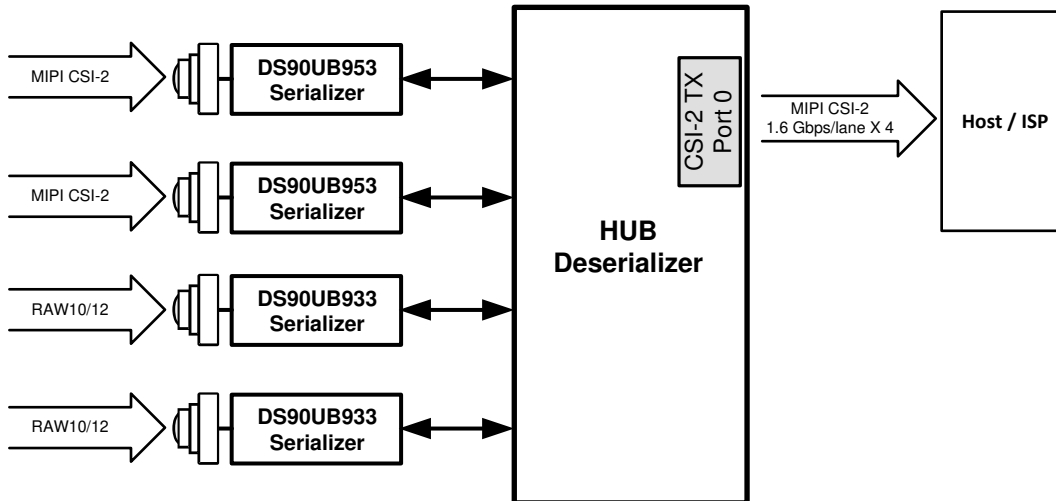 MIPI CSI-2
DS90UB953
Serializer
MIPI CSI-2
DS90UB953
Serializer
RAW10/12
DS90UB933
Serializer
RAW10/12
DS90UB933
Serializer
HUB
Deserializer
CSI-2 TX
Port 0
MIPI CSI-2
1.6 Gbps/lane X 4
Host / ISP